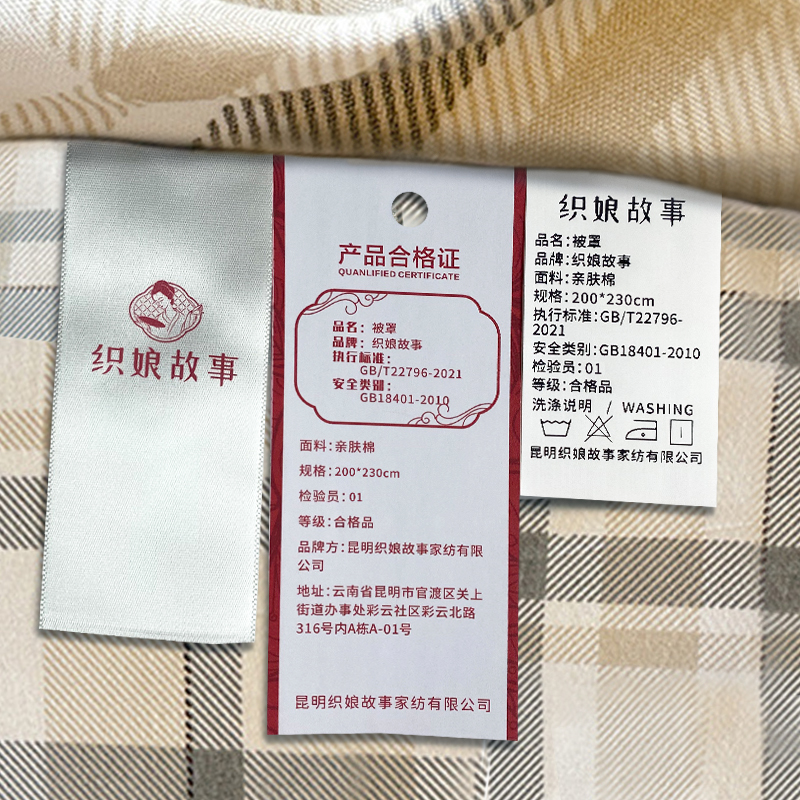 织娘故事
产品合格证
QUANLIFIED CERTIFICATE
品名：被罩
品牌：织娘故事
执行标准：
GB/T22796-2021
安全类别：
GB18401-2010
面料：亲肤棉
规格：200*230cm
检验员：01
等级：合格品
品牌方：昆明织娘故事家纺有限
公司
地址：云南省昆明市官渡区关上
街道办事处彩云社区彩云北路
316号内A栋A-01号
昆明织娘故事家纺有限公司
织娘故事
品名：被罩
品牌：织娘故事
面料：亲肤棉
规格：200*230cm
执行标准：GB/T22796-
2021
安全类别：GB18401-2010
检验员：01
等级：合格品
洗涤说明 / WASHING
昆明织娘故事家纺有限公司